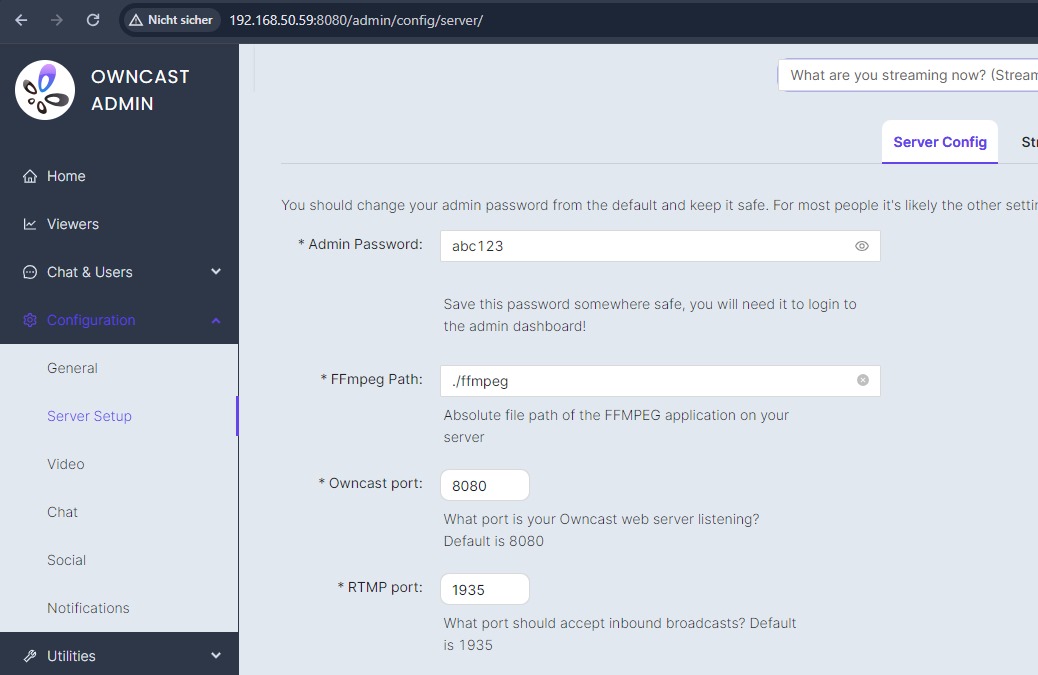 Nicht sicher 192.168.50.59:8080/admin/config/server/
OWNCAST
ADMIN
What are you streaming now? (Stream
Home
Viewers
Chat & Users
Configuration
General
Server Setup
Video
Chat
Social
Notifications
Utilities
Server Config
St
You should change your admin password from the default and keep it safe. For most people it's likely the other settin
* Admin Password: abc123
Save this password somewhere safe, you will need it to login to
the admin dashboard!
* FFmpeg Path: ./ffmpeg
Absolute file path of the FFMPEG application on your
server
* Owncast port: 8080
What port is your Owncast web server listening?
Default is 8080
* RTMP port: 1935
What port should accept inbound broadcasts? Default
is 1935